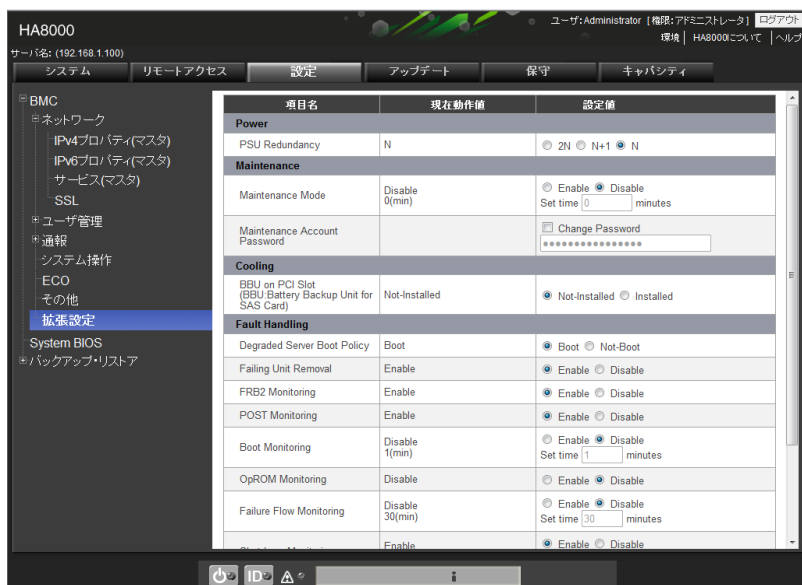 HA8000
ユーザ: Administrator [権限:アドミニストレータ] ログアウト
環境 | HA8000について | ヘルプ
サーバ名: (192.168.1.100)
システム リモートアクセス 設定 アップデート 保守 キャパシティ
BMC
ネットワーク
IPv4プロパティ(マスタ)
IPv6プロパティ(マスタ)
サービス(マスタ)
SSL
ユーザ管理
通報
システム操作
ECO
その他
拡張設定
System BIOS
バックアップ・リストア
項目名 現在動作値 設定値
Power
PSU Redundancy N 2N N+1 N
Maintenance
Maintenance Mode Disable Enable Disable
0(min) Set time 0 minutes
Maintenance Account Change Password
Password ●●●●●●●●●●●●●●●●
Cooling
BBU on PCI Slot
(BBU:Battery Backup Unit for Not-Installed Not-Installed Installed
SAS Card)
Fault Handling
Degraded Server Boot Policy Boot Boot Not-Boot
Failing Unit Removal Enable Enable Disable
FRB2 Monitoring Enable Enable Disable
POST Monitoring Enable Enable Disable
Boot Monitoring Disable Enable Disable
1(min) Set time 1 minutes
OpROM Monitoring Disable Enable Disable
Failure Flow Monitoring Disable Enable Disable
30(min) Set time 30 minutes
Enable Enable Disable
ID